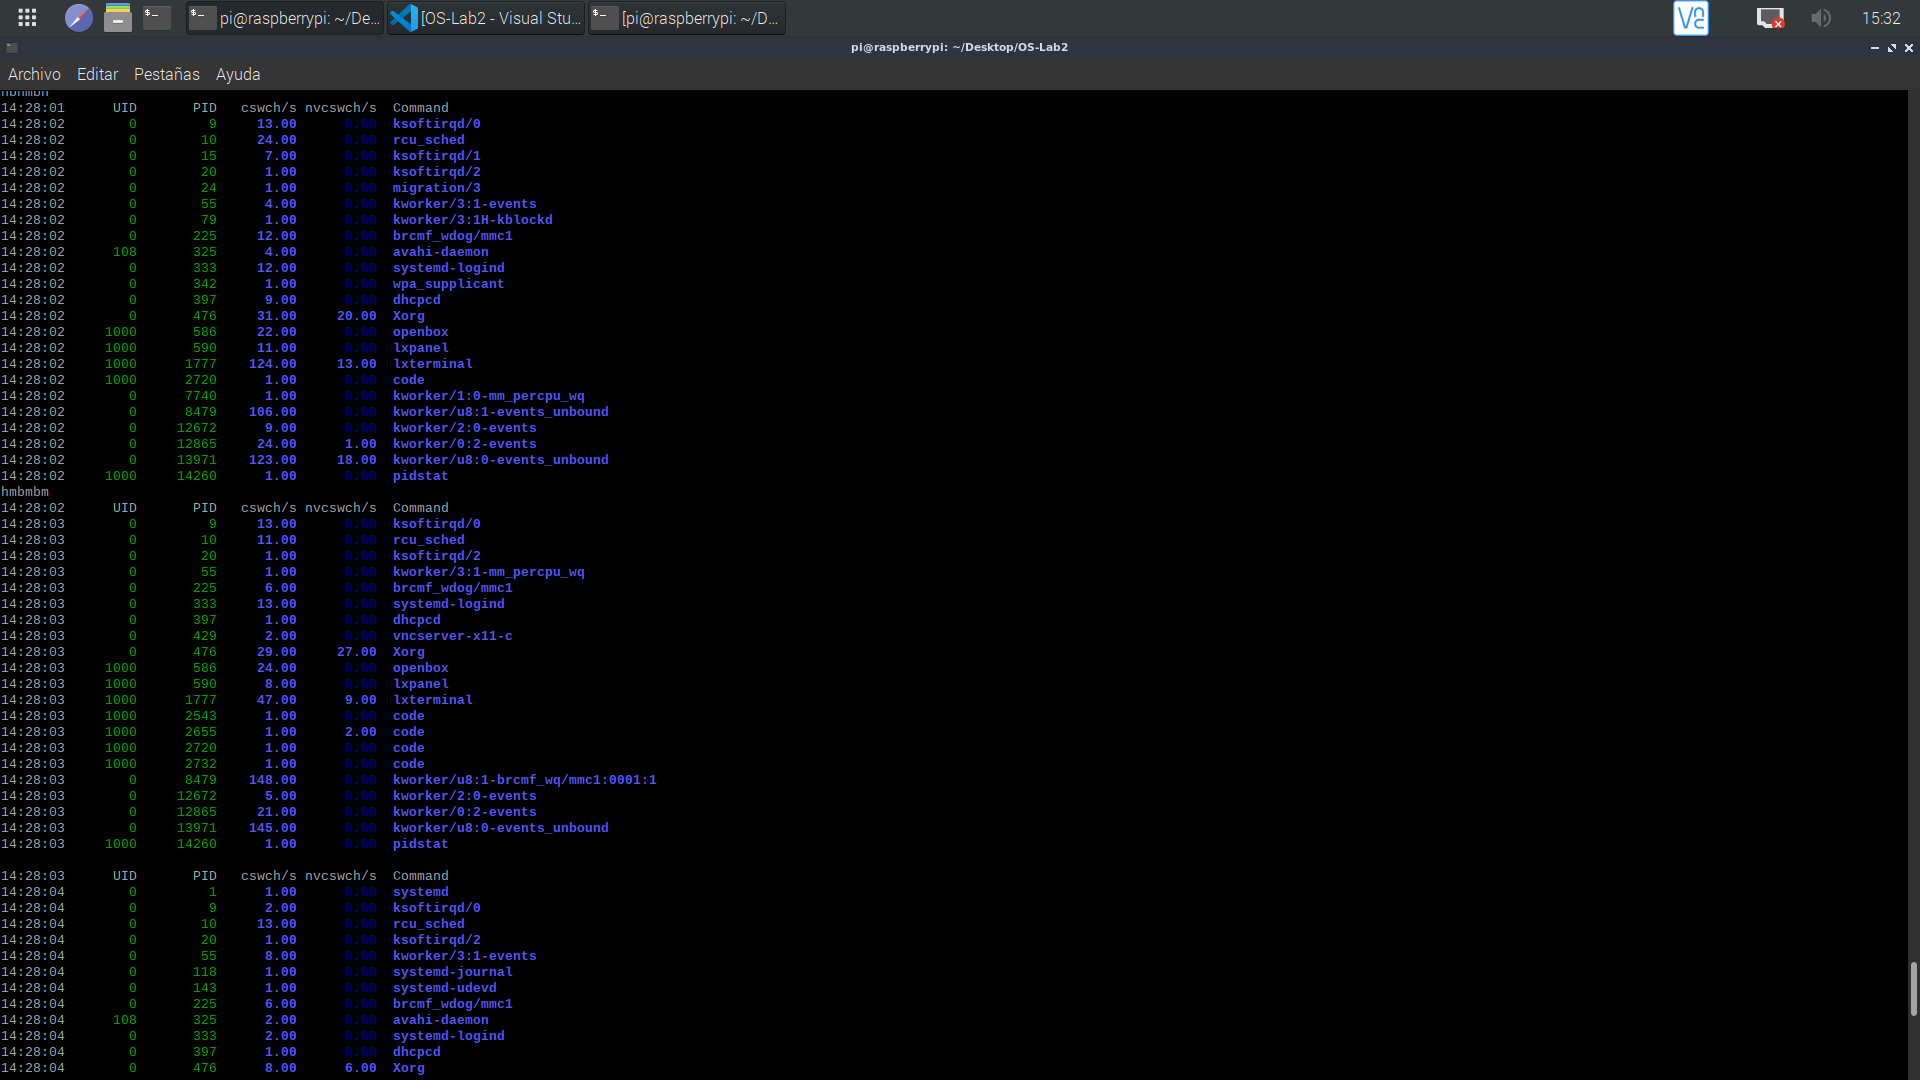 pi@raspberrypi: ~/De...
[OS-Lab2 - Visual Stu...
[pi@raspberrypi: ~/D...
15:32
pi@raspberrypi: ~/Desktop/OS-Lab2
Archivo Editar Pestañas Ayuda
14:28:01 UID PID cswch/s nvcswch/s Command
14:28:02 0 9 13.00 0.00 ksoftirqd/0
14:28:02 0 10 24.00 0.00 rcu_sched
14:28:02 0 15 7.00 0.00 ksoftirqd/1
14:28:02 0 20 1.00 0.00 ksoftirqd/2
14:28:02 0 24 1.00 0.00 migration/3
14:28:02 0 55 4.00 0.00 kworker/3:1-events
14:28:02 0 79 1.00 0.00 kworker/3:1H-kblockd
14:28:02 0 225 12.00 0.00 brcmf_wdog/mmc1
14:28:02 108 325 4.00 0.00 avahi-daemon
14:28:02 0 333 12.00 0.00 systemd-logind
14:28:02 0 342 1.00 0.00 wpa_supplicant
14:28:02 0 397 9.00 0.00 dhcpcd
14:28:02 0 476 31.00 20.00 Xorg
14:28:02 1000 586 22.00 0.00 openbox
14:28:02 1000 590 11.00 0.00 lxpanel
14:28:02 1000 1777 124.00 13.00 lxterminal
14:28:02 1000 2720 1.00 0.00 code
14:28:02 0 7740 1.00 0.00 kworker/1:0-mm_percpu_wq
14:28:02 0 8479 106.00 0.00 kworker/u8:1-events_unbound
14:28:02 0 12672 9.00 0.00 kworker/2:0-events
14:28:02 0 12865 24.00 1.00 kworker/0:2-events
14:28:02 0 13971 123.00 18.00 kworker/u8:0-events_unbound
14:28:02 1000 14260 1.00 0.00 pidstat
hmbmbm
14:28:02 UID PID cswch/s nvcswch/s Command
14:28:03 0 9 13.00 0.00 ksoftirqd/0
14:28:03 0 10 11.00 0.00 rcu_sched
14:28:03 0 20 1.00 0.00 ksoftirqd/2
14:28:03 0 55 1.00 0.00 kworker/3:1-mm_percpu_wq
14:28:03 0 225 6.00 0.00 brcmf_wdog/mmc1
14:28:03 0 333 13.00 0.00 systemd-logind
14:28:03 0 397 1.00 0.00 dhcpcd
14:28:03 0 429 2.00 0.00 vncserver-x11-c
14:28:03 0 476 29.00 27.00 Xorg
14:28:03 1000 586 24.00 0.00 openbox
14:28:03 1000 590 8.00 0.00 lxpanel
14:28:03 1000 1777 47.00 9.00 lxterminal
14:28:03 1000 2543 1.00 0.00 code
14:28:03 1000 2655 1.00 2.00 code
14:28:03 1000 2720 1.00 0.00 code
14:28:03 1000 2732 1.00 0.00 code
14:28:03 0 8479 148.00 0.00 kworker/u8:1-brcmf_wq/mmc1:0001:1
14:28:03 0 12672 5.00 0.00 kworker/2:0-events
14:28:03 0 12865 21.00 0.00 kworker/0:2-events
14:28:03 0 13971 145.00 0.00 kworker/u8:0-events_unbound
14:28:03 1000 14260 1.00 0.00 pidstat
14:28:03 UID PID cswch/s nvcswch/s Command
14:28:04 0 1 1.00 0.00 systemd
14:28:04 0 9 2.00 0.00 ksoftirqd/0
14:28:04 0 10 13.00 0.00 rcu_sched
14:28:04 0 20 1.00 0.00 ksoftirqd/2
14:28:04 0 55 8.00 0.00 kworker/3:1-events
14:28:04 0 118 1.00 0.00 systemd-journal
14:28:04 0 143 1.00 0.00 systemd-udevd
14:28:04 0 225 6.00 0.00 brcmf_wdog/mmc1
14:28:04 108 325 2.00 0.00 avahi-daemon
14:28:04 0 333 2.00 0.00 systemd-logind
14:28:04 0 397 1.00 0.00 dhcpcd
14:28:04 0 476 8.00 6.00 Xorg